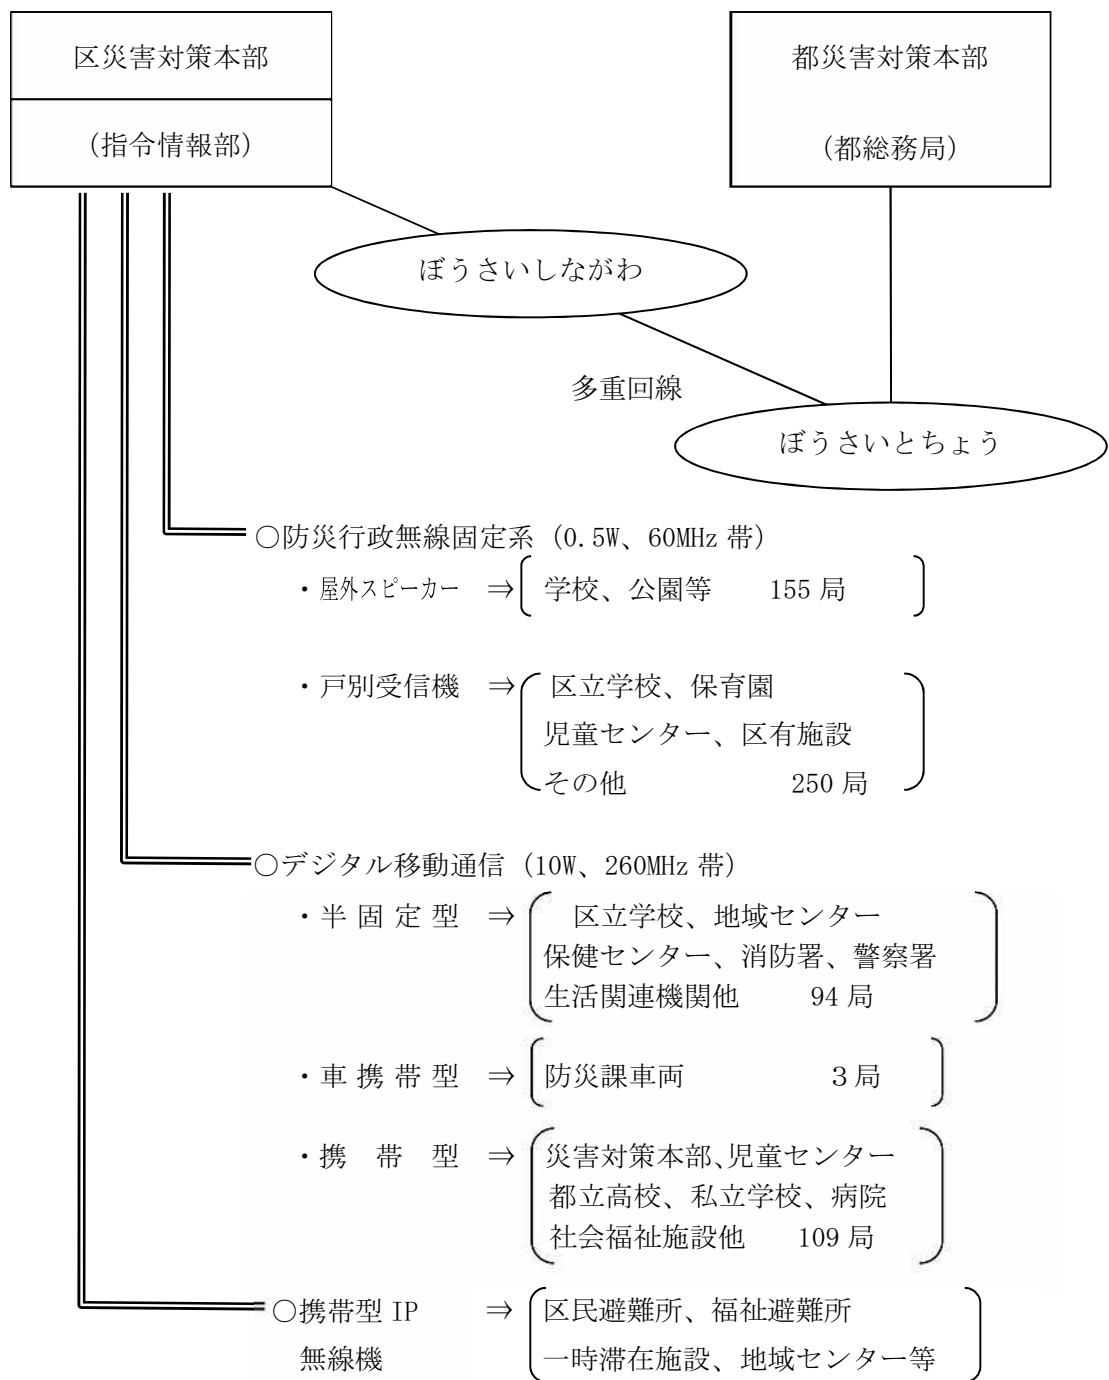 区災害対策本部
(指令情報部)
都災害対策本部
(都総務局)
ぼうさいしながわ
多重回線
ぼうさいとちょう
○防災行政無線固定系(0.5W、60MHz 帯)
・屋外スピーカー ⇒ 学校、公園等 155 局
・戸別受信機 ⇒ 区立学校、保育園
児童センター、区有施設
その他 250 局
○デジタル移動通信(10W、260MHz 帯)
・半固定型 ⇒ 区立学校、地域センター
保健センター、消防署、警察署
生活関連機関他 94 局
・車携帯型 ⇒ 防災課車両 3局
・携帯型 ⇒ 災害対策本部、児童センター
都立高校、私立学校、病院
社会福祉施設他 109 局
○携帯型 IP ⇒ 区民避難所、福祉避難所
無線機 一時滞在施設、地域センター等